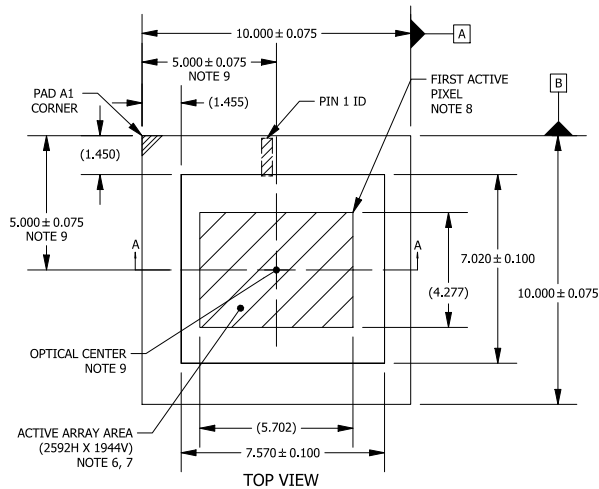 10.000 ± 0.075
A
5.000 ± 0.075
NOTE 9
B
PAD A1
CORNER
(1.455)
PIN 1 ID
FIRST ACTIVE
PIXEL
NOTE 8
(1.450)
5.000 ± 0.075
NOTE 9
A
A
7.020 ± 0.100
(4.277)
10.000 ± 0.075
OPTICAL CENTER
NOTE 9
ACTIVE ARRAY AREA
(2592H X 1944V)
NOTE 6, 7
(5.702)
7.570 ± 0.100
TOP VIEW